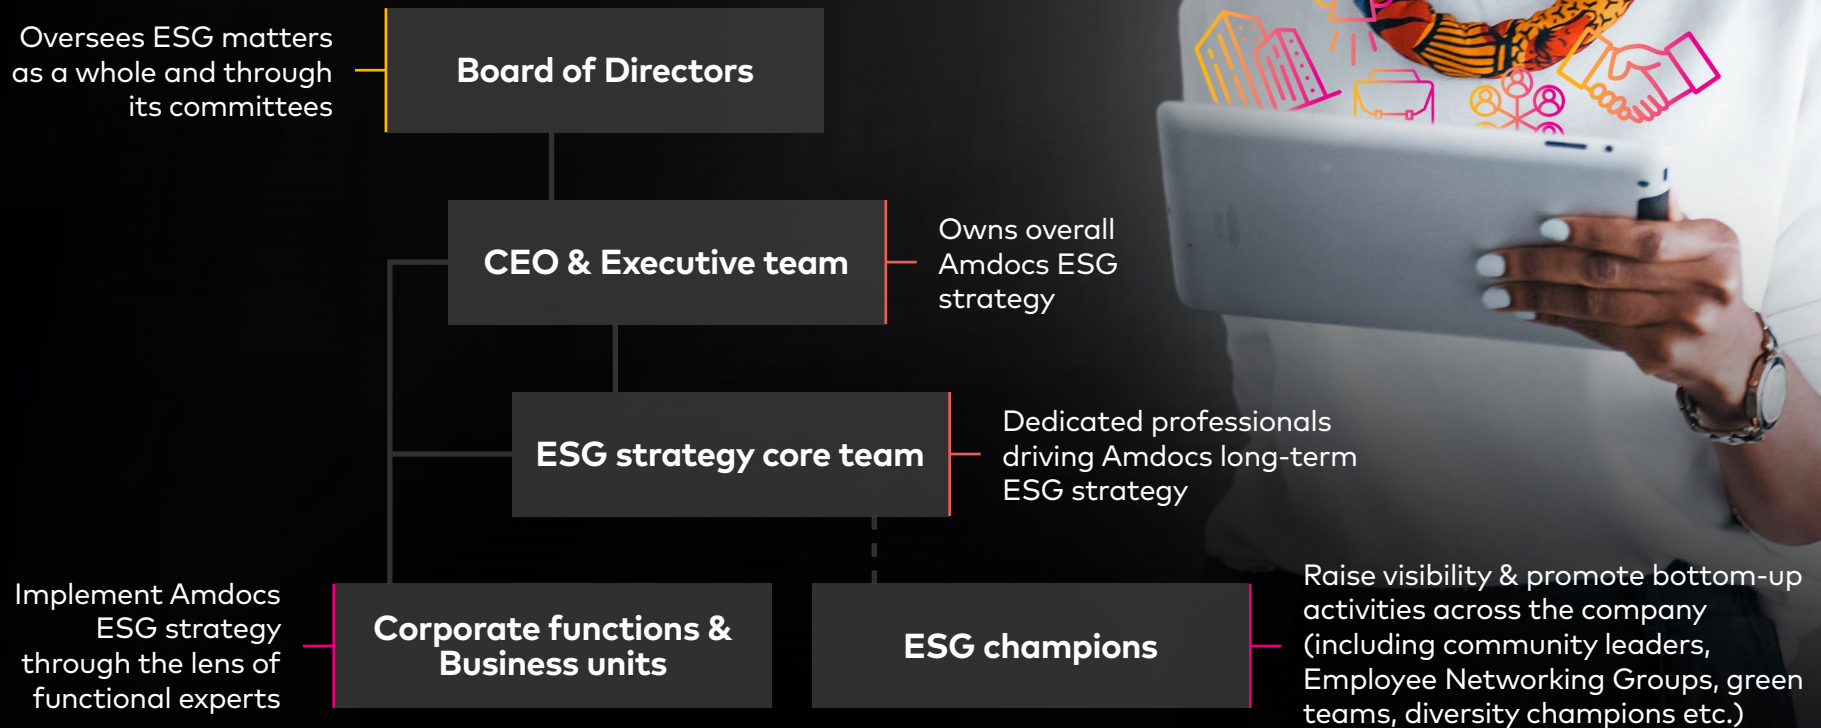 Oversees ESG matters
as a whole and through
its committees
Board of Directors
CEO & Executive team
Owns overall
Amdocs ESG
strategy
ESG strategy core team
Dedicated professionals
driving Amdocs long-term
ESG strategy
Implement Amdocs
ESG strategy
through the lens of
functional experts
Corporate functions &
Business units
ESG champions
Raise visibility & promote bottom-up
activities across the company
(including community leaders,
Employee Networking Groups, green
teams, diversity champions etc.)